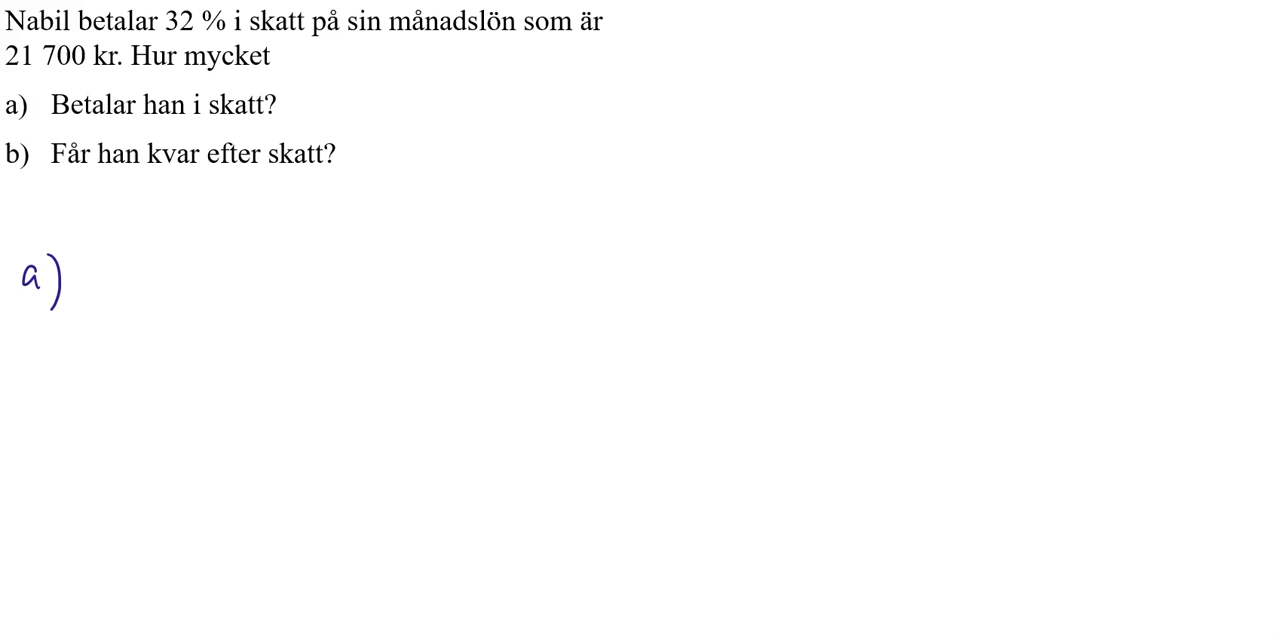 Nabil betalar 32 % i skatt på sin månadslön som är
21 700 kr. Hur mycket
a) Betalar han i skatt?
b) Får han kvar efter skatt?
a)